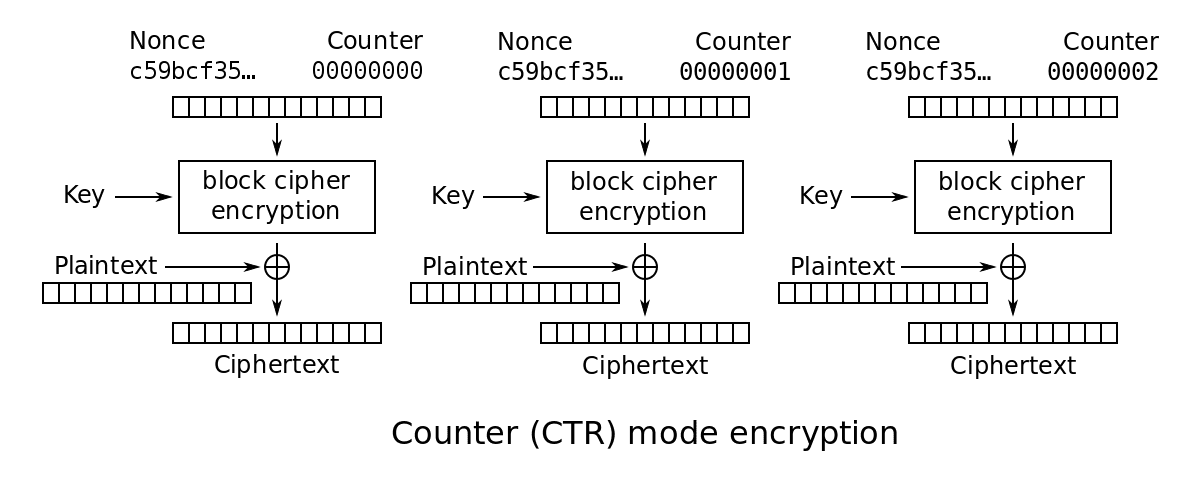 Nonce Counter Nonce Counter Nonce Counter
c59bcf35… 00000000 c59bcf35… 00000001 c59bcf35… 00000002
block cipher block cipher block cipher
Key encryption Key encryption Key encryption
Plaintext Plaintext Plaintext
Ciphertext Ciphertext Ciphertext
Counter (CTR) mode encryption